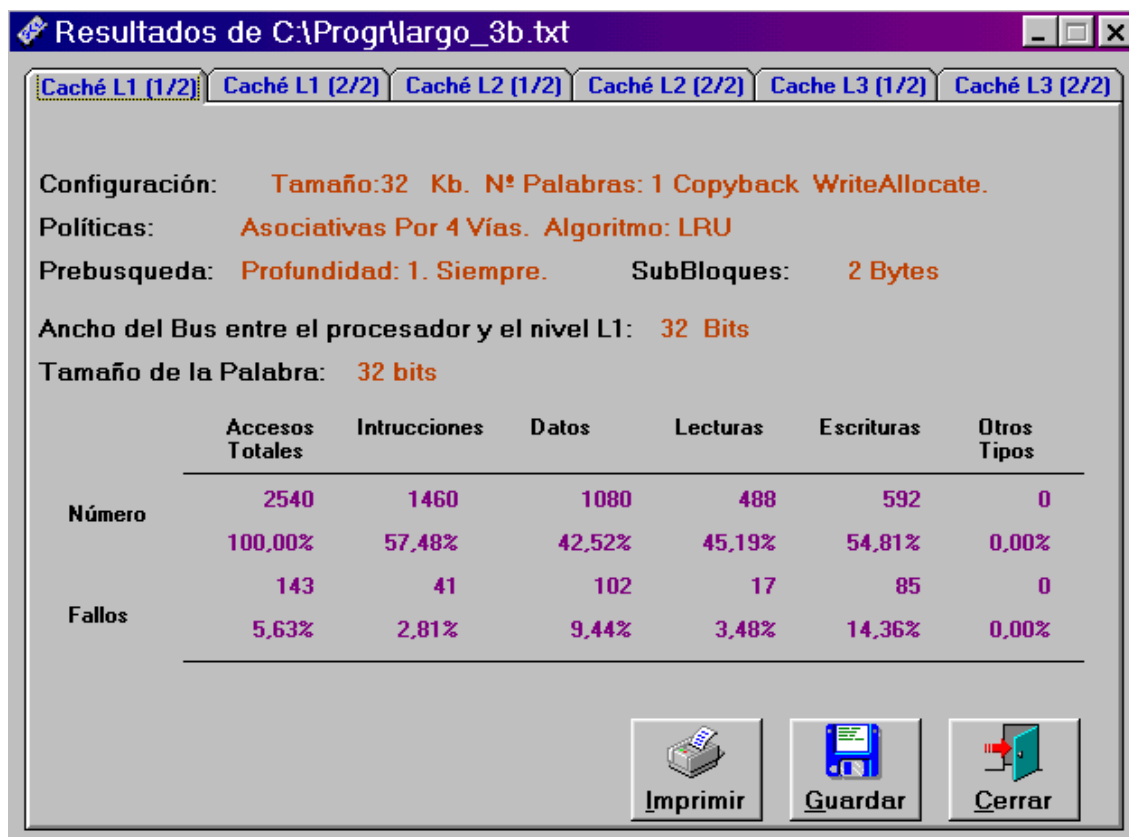 Resultados de C:\Progr\largo_3b.txt
Caché L1 (1/2) Caché L1 (2/2) Caché L2 (1/2) Caché L2 (2/2) Cache L3 (1/2) Caché L3 (2/2)
Configuración: Tamaño:32 Kb. Nº Palabras: 1 Copyback WriteAllocate.
Políticas: Asociativas Por 4 Vías. Algoritmo: LRU
Prebusqueda: Profundidad: 1. Siempre. SubBloques: 2 Bytes
Ancho del Bus entre el procesador y el nivel L1: 32 Bits
Tamaño de la Palabra: 32 bits
Accesos Totales Intrucciones Datos Lecturas Escrituras Otros Tipos
Número 2540 1460 1080 488 592 0
100,00% 57,48% 42,52% 45,19% 54,81% 0,00%
Fallos 143 41 102 17 85 0
5,63% 2,81% 9,44% 3,48% 14,36% 0,00%
Imprimir Guardar Cerrar